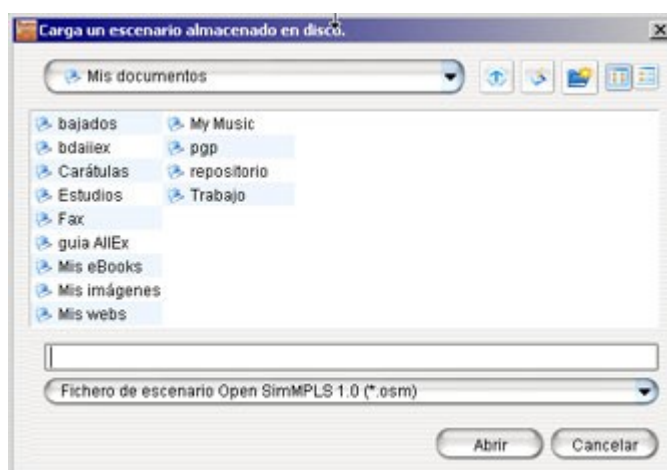 Carga un escenario almacenado en disco.
Mis documentos
bajados
bdaiiex
Carátulas
Estudios
Fax
guia AllEx
Mis eBooks
Mis imágenes
Mis webs
My Music
pgp
repositorio
Trabajo
Fichero de escenario Open SimMPLS 1.0 (*.osm)
Abrir
Cancelar